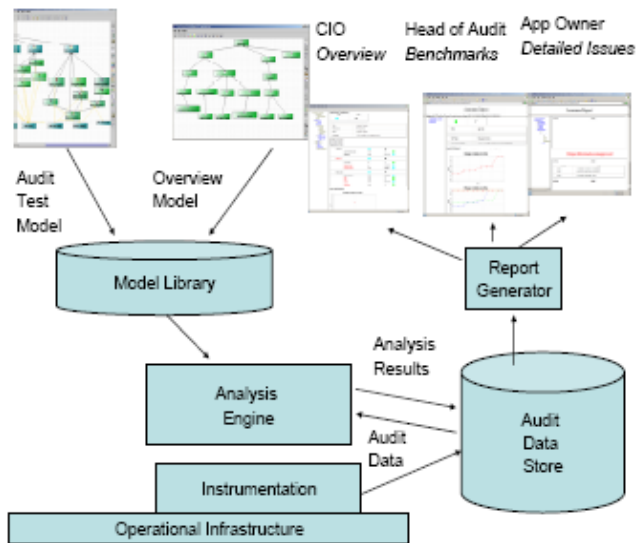 CIO
Overview
Head of Audit
Benchmarks
App Owner
Detailed Issues
Audit
Test
Model
Overview
Model
Model Library
Report
Generator
Analysis
Results
Analysis
Engine
Audit
Data
Audit
Data
Store
Instrumentation
Operational Infrastructure